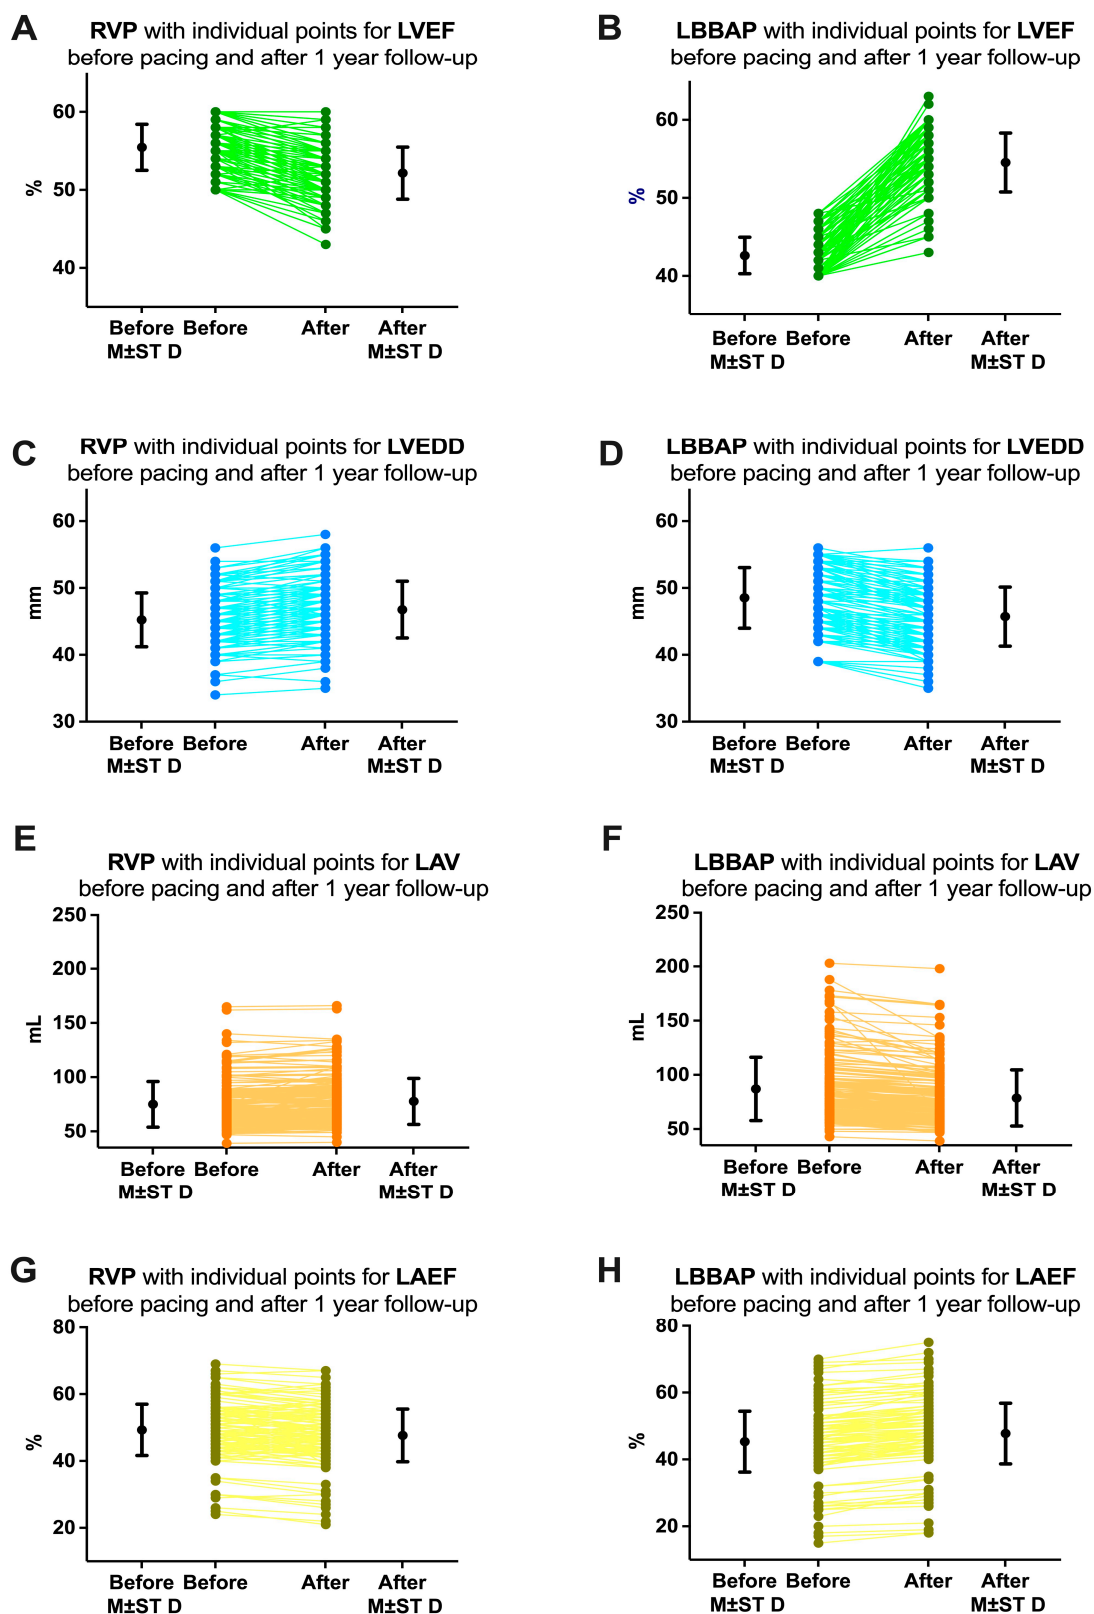 A
RVP with individual points for LVEF
before pacing and after 1 year follow-up
60
50
40
%
Before Before After After
M±ST D M±ST D
B
LBBAP with individual points for LVEF
before pacing and after 1 year follow-up
60
50
40
%
Before Before After After
M±ST D M±ST D
C
RVP with individual points for LVEDD
before pacing and after 1 year follow-up
60
50
40
30
mm
Before Before After After
M±ST D M±ST D
D
LBBAP with individual points for LVEDD
before pacing and after 1 year follow-up
60
50
40
30
mm
Before Before After After
M±ST D M±ST D
E
RVP with individual points for LAV
before pacing and after 1 year follow-up
250
200
150
100
50
mL
Before Before After After
M±ST D M±ST D
F
LBBAP with individual points for LAV
before pacing and after 1 year follow-up
250
200
150
100
50
mL
Before Before After After
M±ST D M±ST D
G
RVP with individual points for LAEF
before pacing and after 1 year follow-up
80
60
40
20
%
Before Before After After
M±ST D M±ST D
H
LBBAP with individual points for LAEF
before pacing and after 1 year follow-up
80
60
40
20
%
Before Before After After
M±ST D M±ST D